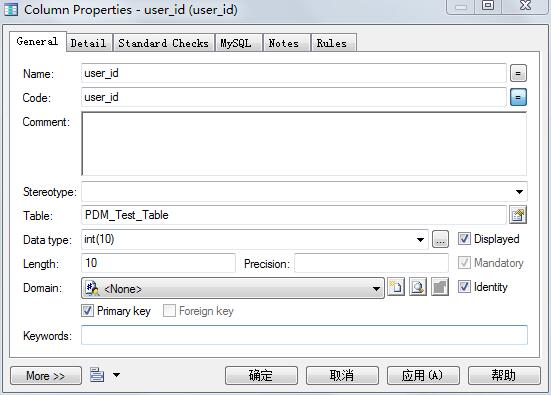 Column Properties - user_id (user_id)
General Detail Standard Checks MySQL Notes Rules
Name: user_id =
Code: user_id =
Comment:
Stereotype:
Table: PDM_Test_Table
Data type: int(10) ... Displayed
Length: 10 Precision: Mandatory
Domain: <None> Identity
Primary key Foreign key
Keywords:
More >> 确定 取消 应用(A) 帮助